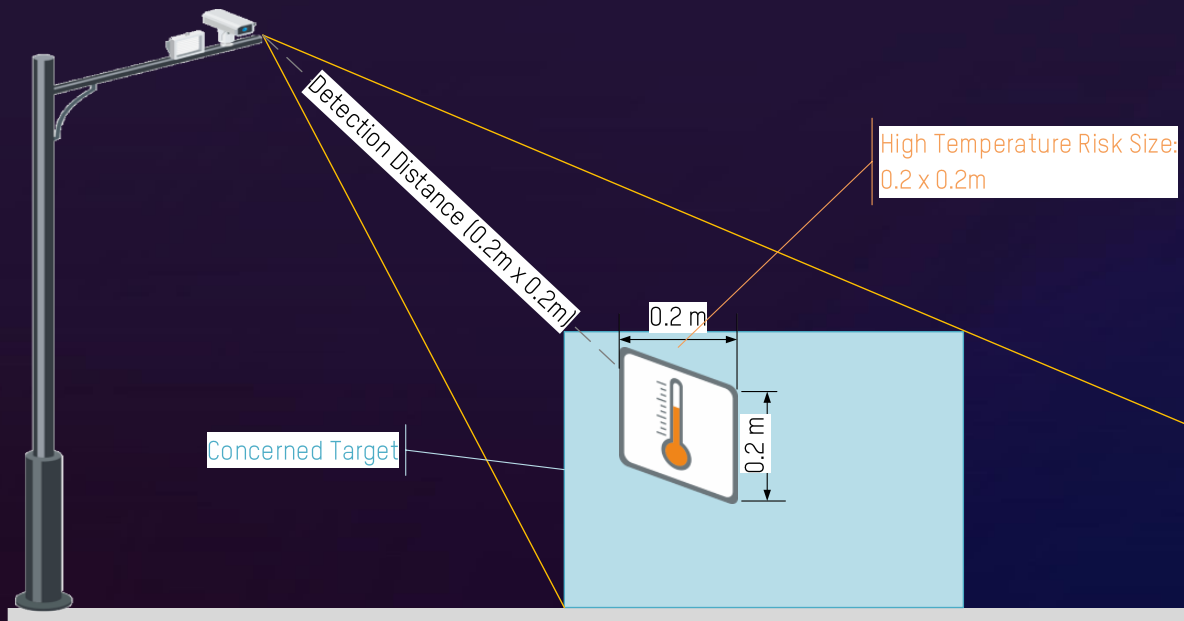 Detection Distance (0.2m x 0.2m)
High Temperature Risk Size:
0.2 x 0.2m
0.2 m
0.2 m
Concerned Target